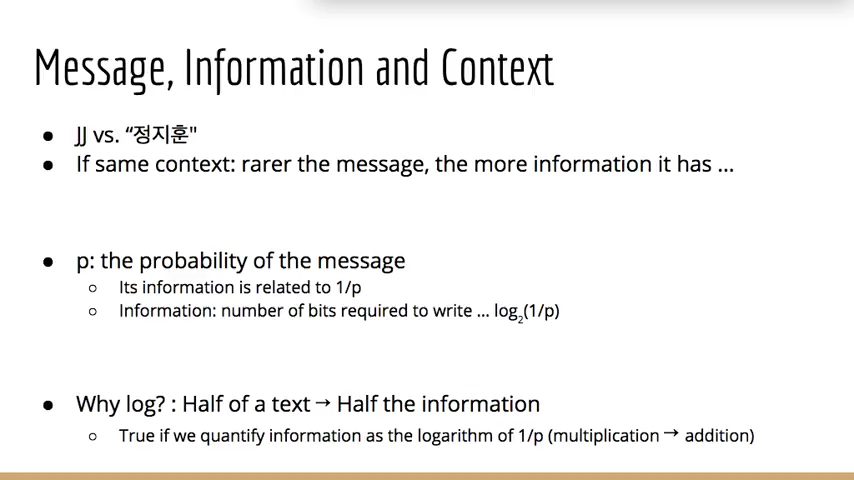 Message, Information and Context
● JJ vs. “정지훈"
● If same context: rarer the message, the more information it has ...
● p: the probability of the message
○ Its information is related to 1/p
○ Information: number of bits required to write ... log₂(1/p)
● Why log? : Half of a text → Half the information
○ True if we quantify information as the logarithm of 1/p (multiplication → addition)